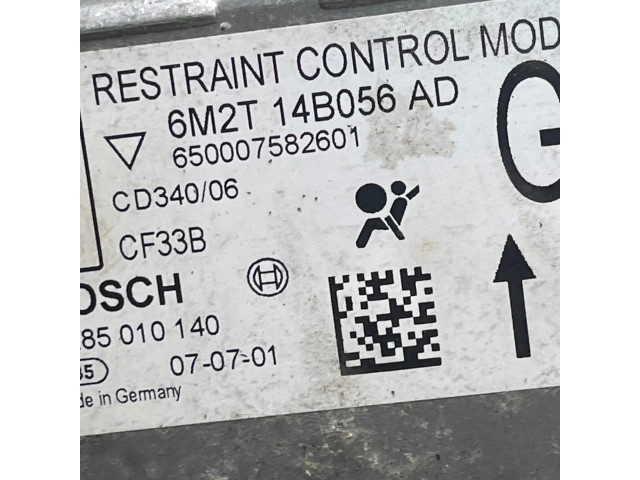 RESTRAINT CONTROL MOD
6M2T 14B056 AD
650007582601
CD340/06
CF33B
OSCH
85 010 140
07-07-01
de in Germany